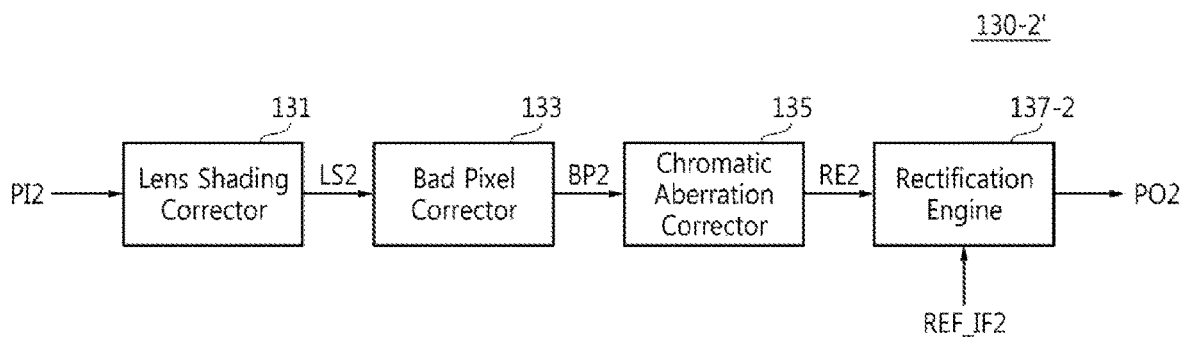 130-2'
131
133
135
137-2
PI2
Lens Shading
Corrector
LS2
Bad Pixel
Corrector
BP2
Chromatic
Aberration
Corrector
RE2
Rectification
Engine
PO2
REF_IF2